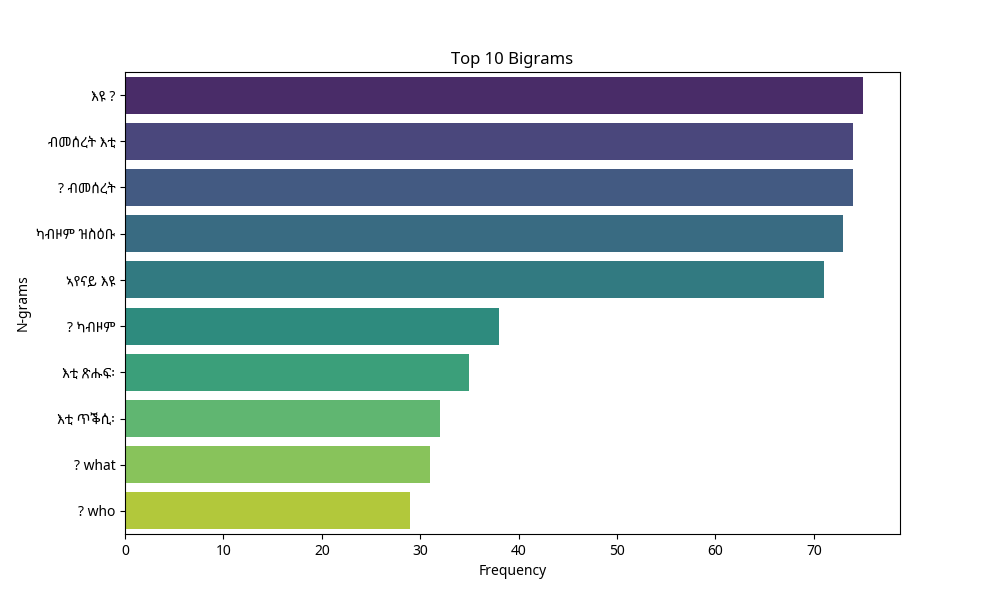 Top 10 Bigrams
እዩ ?
ብመሰረት እቲ
? ብመሰረት
ካብዞም ዝስዕቡ
ኣየናይ እዩ
? ካብዞም
እቲ ጽሑፍ፡
እቲ ጥቕሲ፡
? what
? who
N-grams
0 10 20 30 40 50 60 70
Frequency